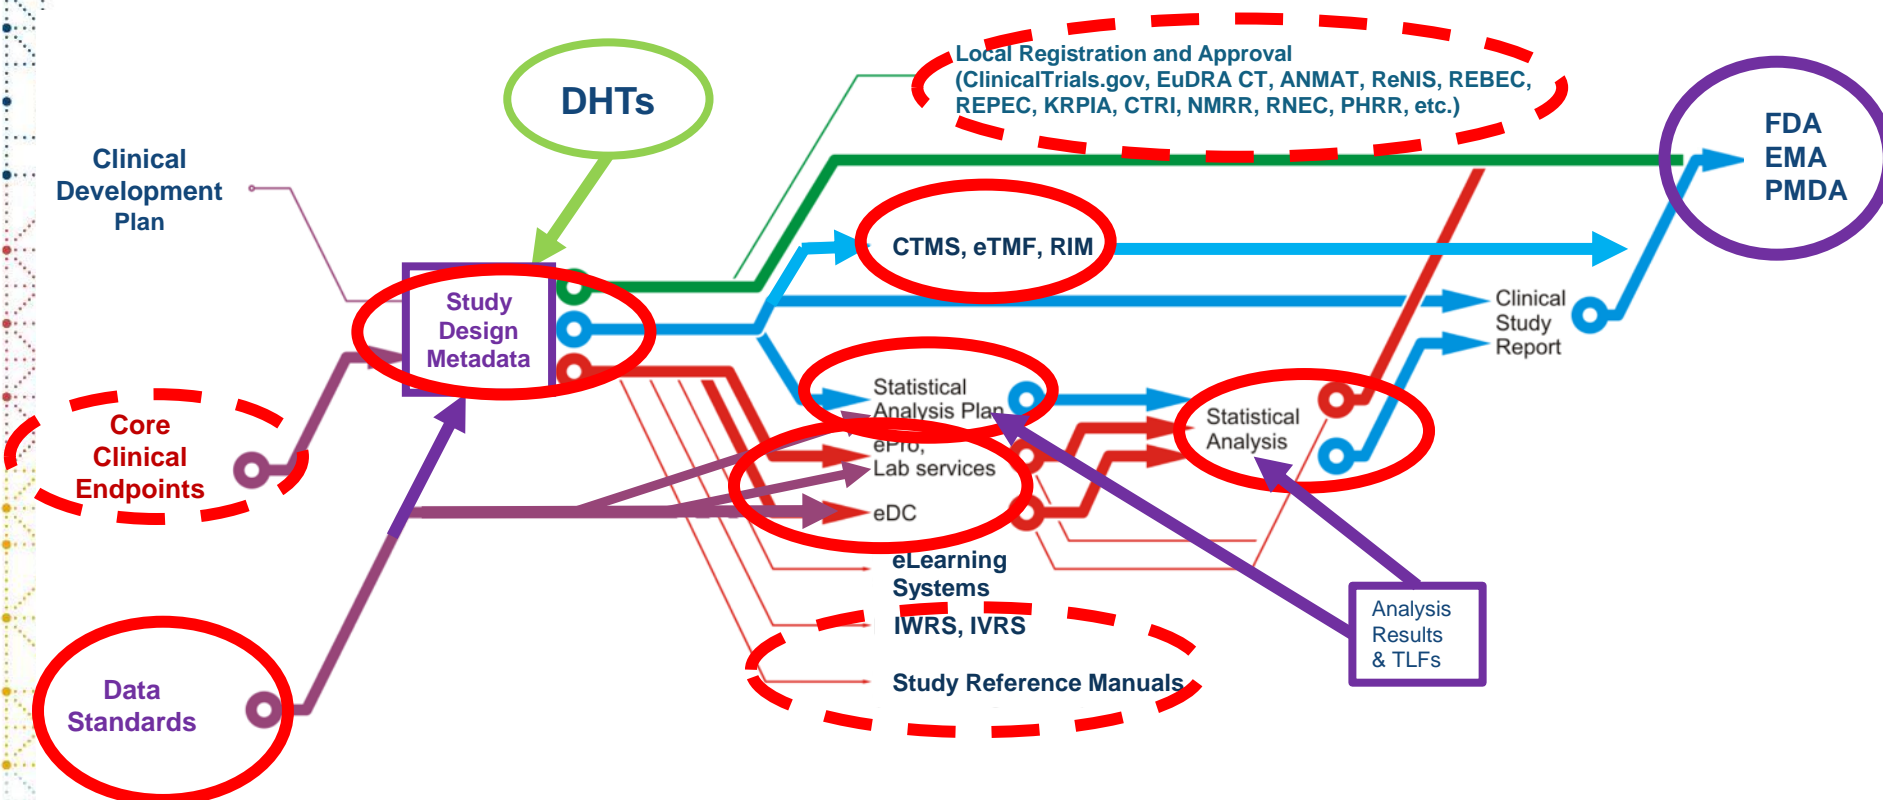 DHTs
Local Registration and Approval
(ClinicalTrials.gov, EuDRA CT, ANMAT, ReNIS, REBEC,
REPEC, KRPIA, CTRI, NMRR, RNEC, PHRR, etc.)
FDA
EMA
PMDA
Clinical
Development
Plan
CTMS, eTMF, RIM
Study
Design
Metadata
Clinical
Study
Report
Statistical
Analysis Plan
ePro,
Lab services
eDC
Statistical
Analysis
Core
Clinical
Endpoints
eLearning
Systems
IWRS, IVRS
Study Reference Manuals
Analysis
Results
& TLFs
Data
Standards